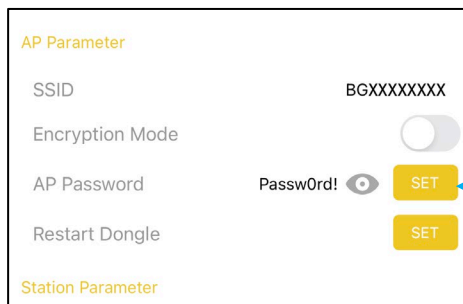 AP Parameter
SSID BGXXXXXXXX
Encryption Mode
AP Password Passw0rd! SET
Restart Dongle SET
Station Parameter